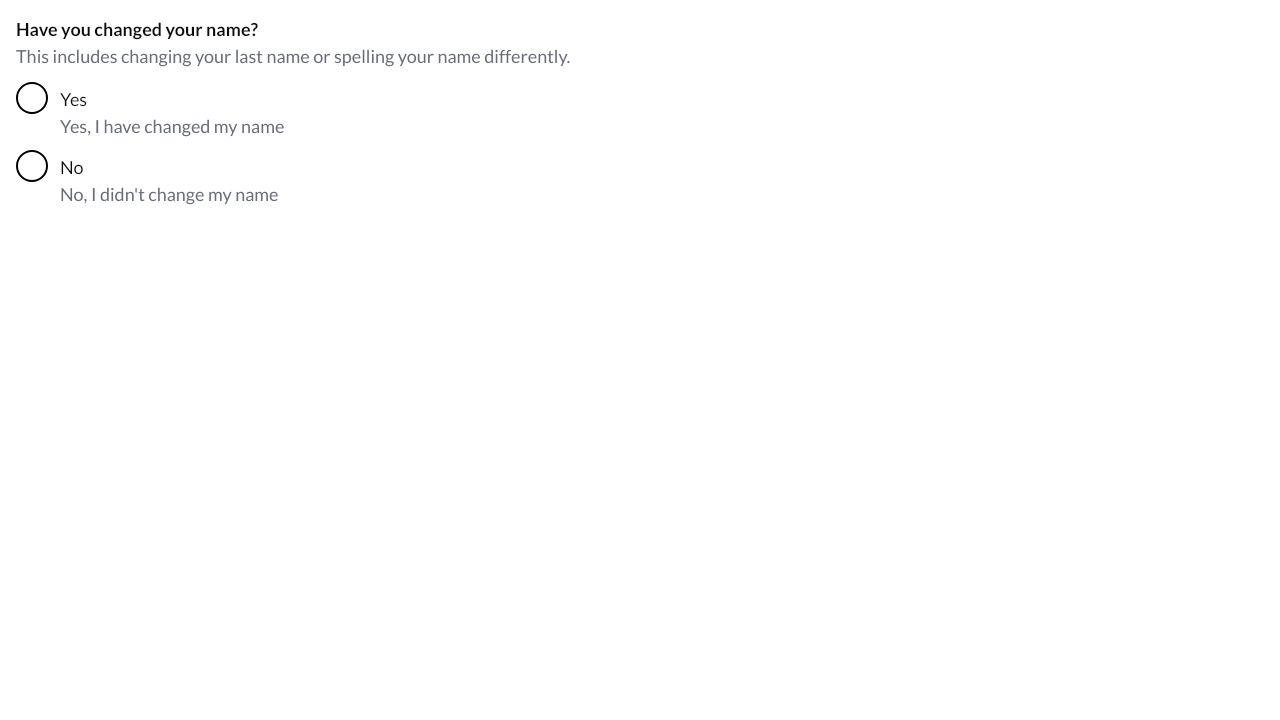 Have you changed your name?
This includes changing your last name or spelling your name differently.
Yes
Yes, I have changed my name
No
No, I didn't change my name